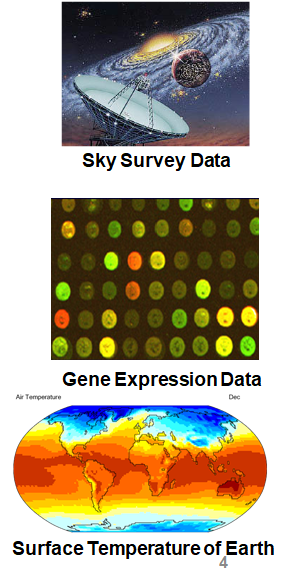 Sky Survey Data
Gene Expression Data
Air Temperature Dec
Surface Temperature of Earth
4